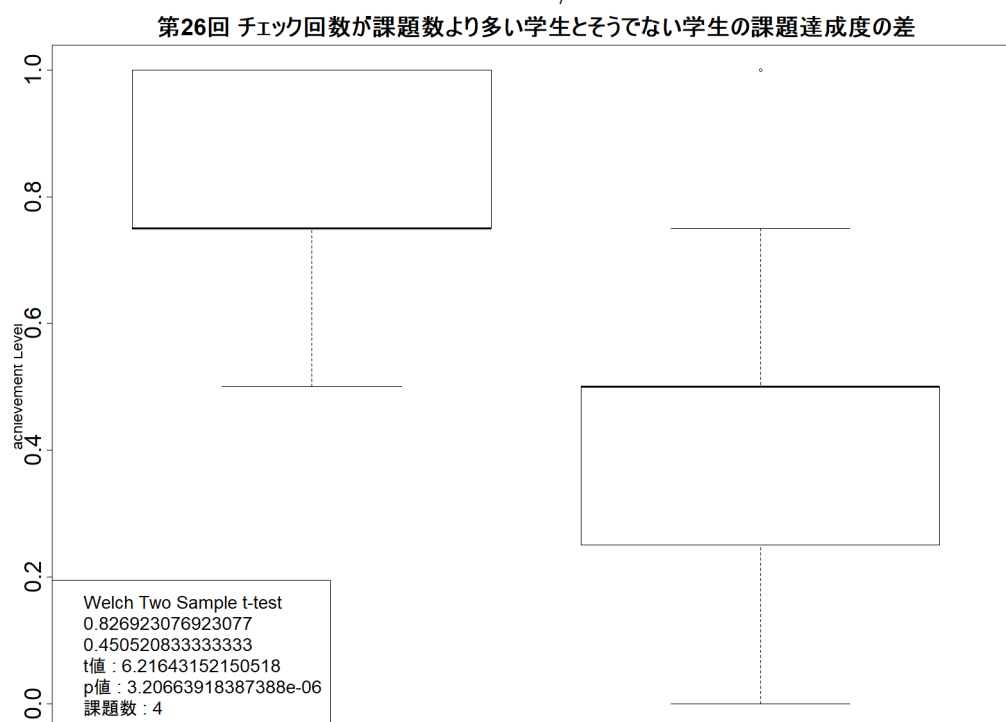 第26回 チェック回数が課題数より多い学生とそうでない学生の課題達成度の差
1.0
0.8
0.6
0.4
0.2
0.0
achievement Level
Welch Two Sample t-test
0.826923076923077
0.450520833333333
t値 : 6.21643152150518
p値 : 3.20663918387388e-06
課題数 : 4